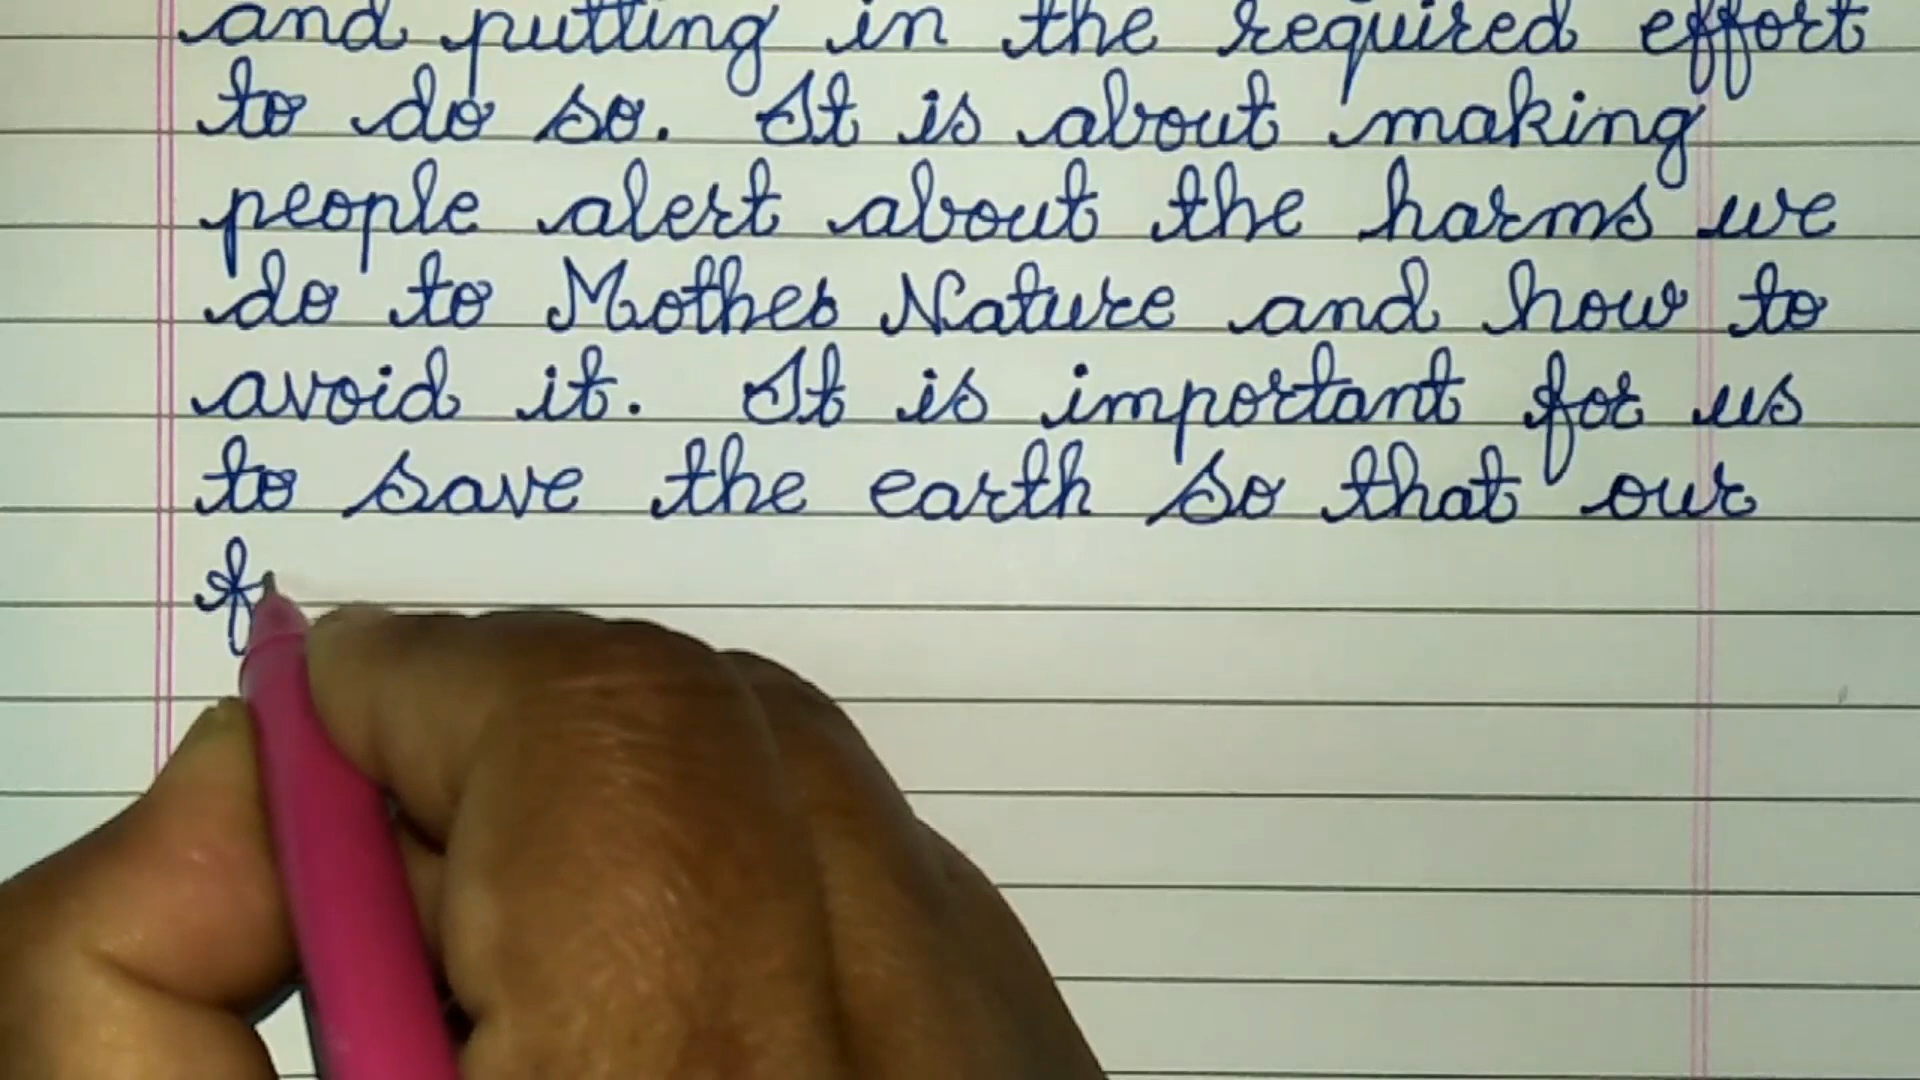 and putting in the required effort
to do so. It is about making
people alert about the harms we
do to Mother Nature and how to
avoid it. It is important for us
to save the earth so that our